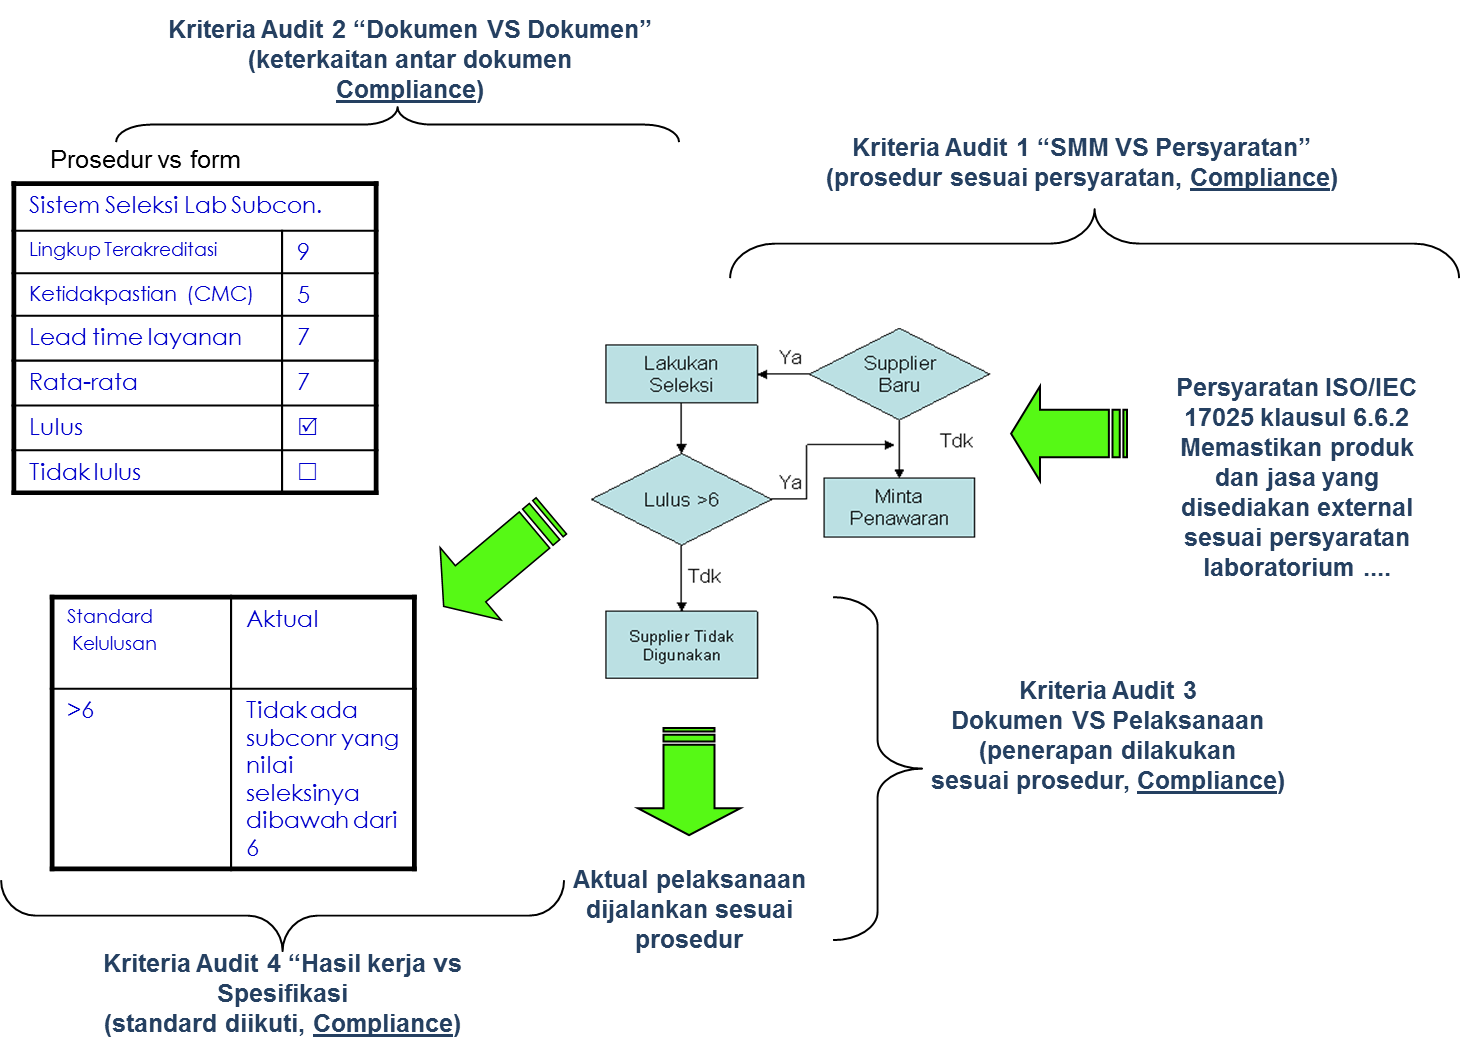 Kriteria Audit 2 “Dokumen VS Dokumen”
(keterkaitan antar dokumen
Compliance)
Prosedur vs form
Sistem Seleksi Lab Subcon.
Lingkup Terakreditasi 9
Ketidakpastian (CMC) 5
Lead time layanan 7
Rata-rata 7
Lulus ☑
Tidak lulus ☐
Kriteria Audit 1 “SMM VS Persyaratan”
(prosedur sesuai persyaratan, Compliance)
Lakukan
Seleksi
Ya
Supplier
Baru
Tdk
Lulus >6
Ya
Minta
Penawaran
Tdk
Supplier Tidak
Digunakan
Persyaratan ISO/IEC
17025 klausul 6.6.2
Memastikan produk
dan jasa yang
disediakan external
sesuai persyaratan
laboratorium ....
Standard
Kelulusan
Aktual
>6
Tidak ada
subconr yang
nilai
seleksinya
dibawah dari
6
Kriteria Audit 3
Dokumen VS Pelaksanaan
(penerapan dilakukan
sesuai prosedur, Compliance)
Aktual pelaksanaan
dijalankan sesuai
prosedur
Kriteria Audit 4 “Hasil kerja vs
Spesifikasi
(standard diikuti, Compliance)